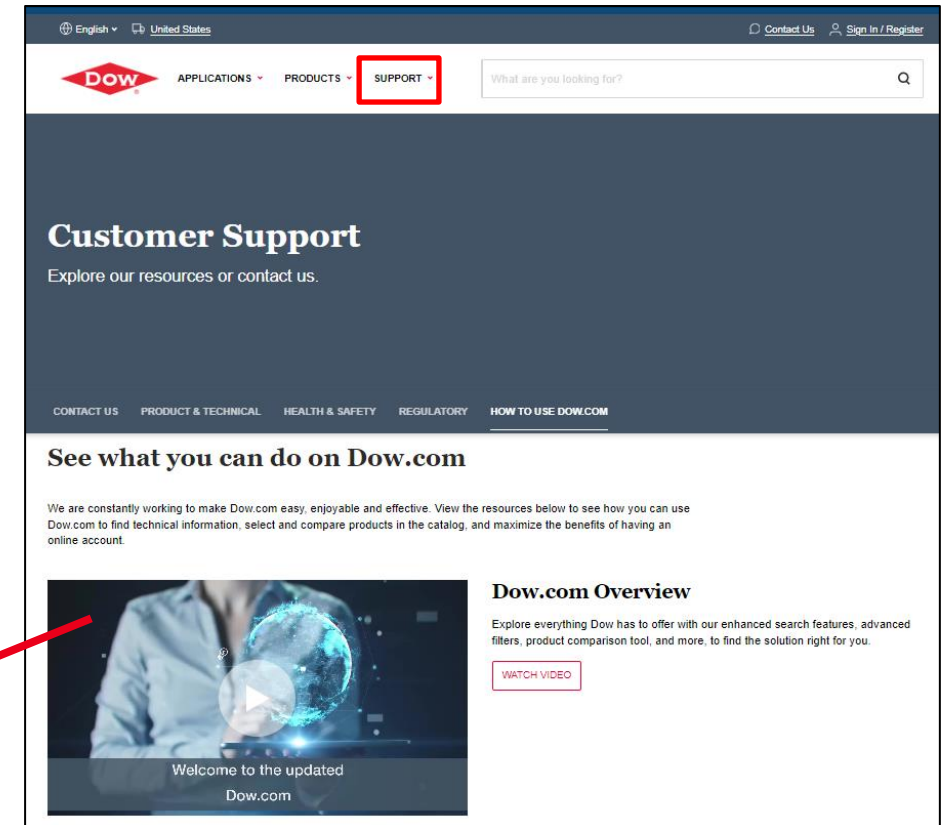 English United States Contact Us Sign In / Register
Dow APPLICATIONS PRODUCTS SUPPORT What are you looking for?
Customer Support
Explore our resources or contact us.
CONTACT US PRODUCT & TECHNICAL HEALTH & SAFETY REGULATORY HOW TO USE DOW.COM
See what you can do on Dow.com
We are constantly working to make Dow.com easy, enjoyable and effective. View the resources below to see how you can use
Dow.com to find technical information, select and compare products in the catalog, and maximize the benefits of having an
online account.
Dow.com Overview
Explore everything Dow has to offer with our enhanced search features, advanced
filters, product comparison tool, and more, to find the solution right for you.
WATCH VIDEO
Welcome to the updated
Dow.com